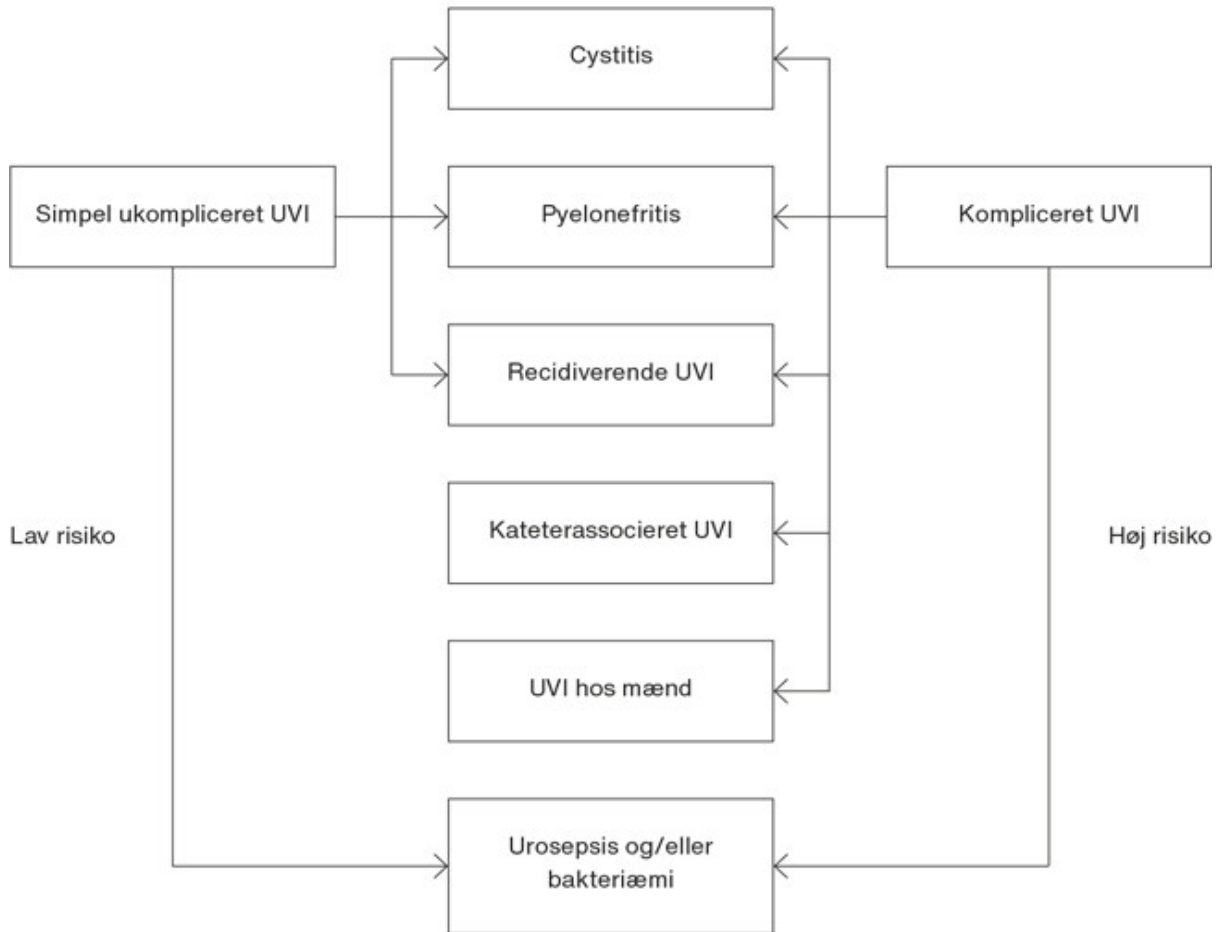 Cystitis
Simpel ukompliceret UVI
Pyelonefritis
Kompliceret UVI
Recidiverende UVI
Lav risiko
Kateterassocieret UVI
Høj risiko
UVI hos mænd
Urosepsis og/eller
bakteriæmi